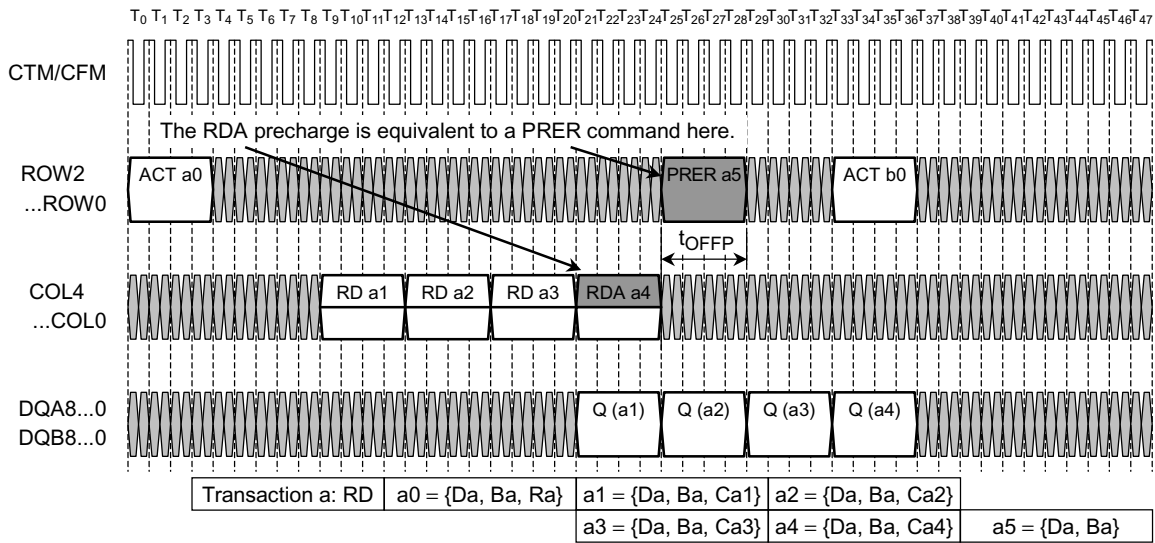 T0 T1 T2 T3 T4 T5 T6 T7 T8 T9 T10 T11 T12 T13 T14 T15 T16 T17 T18 T19 T20 T21 T22 T23 T24 T25 T26 T27 T28 T29 T30 T31 T32 T33 T34 T35 T36 T37 T38 T39 T40 T41 T42 T43 T44 T45 T46 T47
CTM/CFM
The RDA precharge is equivalent to a PRER command here.
ROW2
...ROW0
ACT a0
PRER a5
ACT b0
tOFFP
COL4
...COL0
RD a1
RD a2
RD a3
RDA a4
DQA8...0
DQB8...0
Q (a1)
Q (a2)
Q (a3)
Q (a4)
Transaction a: RD a0 = {Da, Ba, Ra} a1 = {Da, Ba, Ca1} a2 = {Da, Ba, Ca2}
a3 = {Da, Ba, Ca3} a4 = {Da, Ba, Ca4} a5 = {Da, Ba}